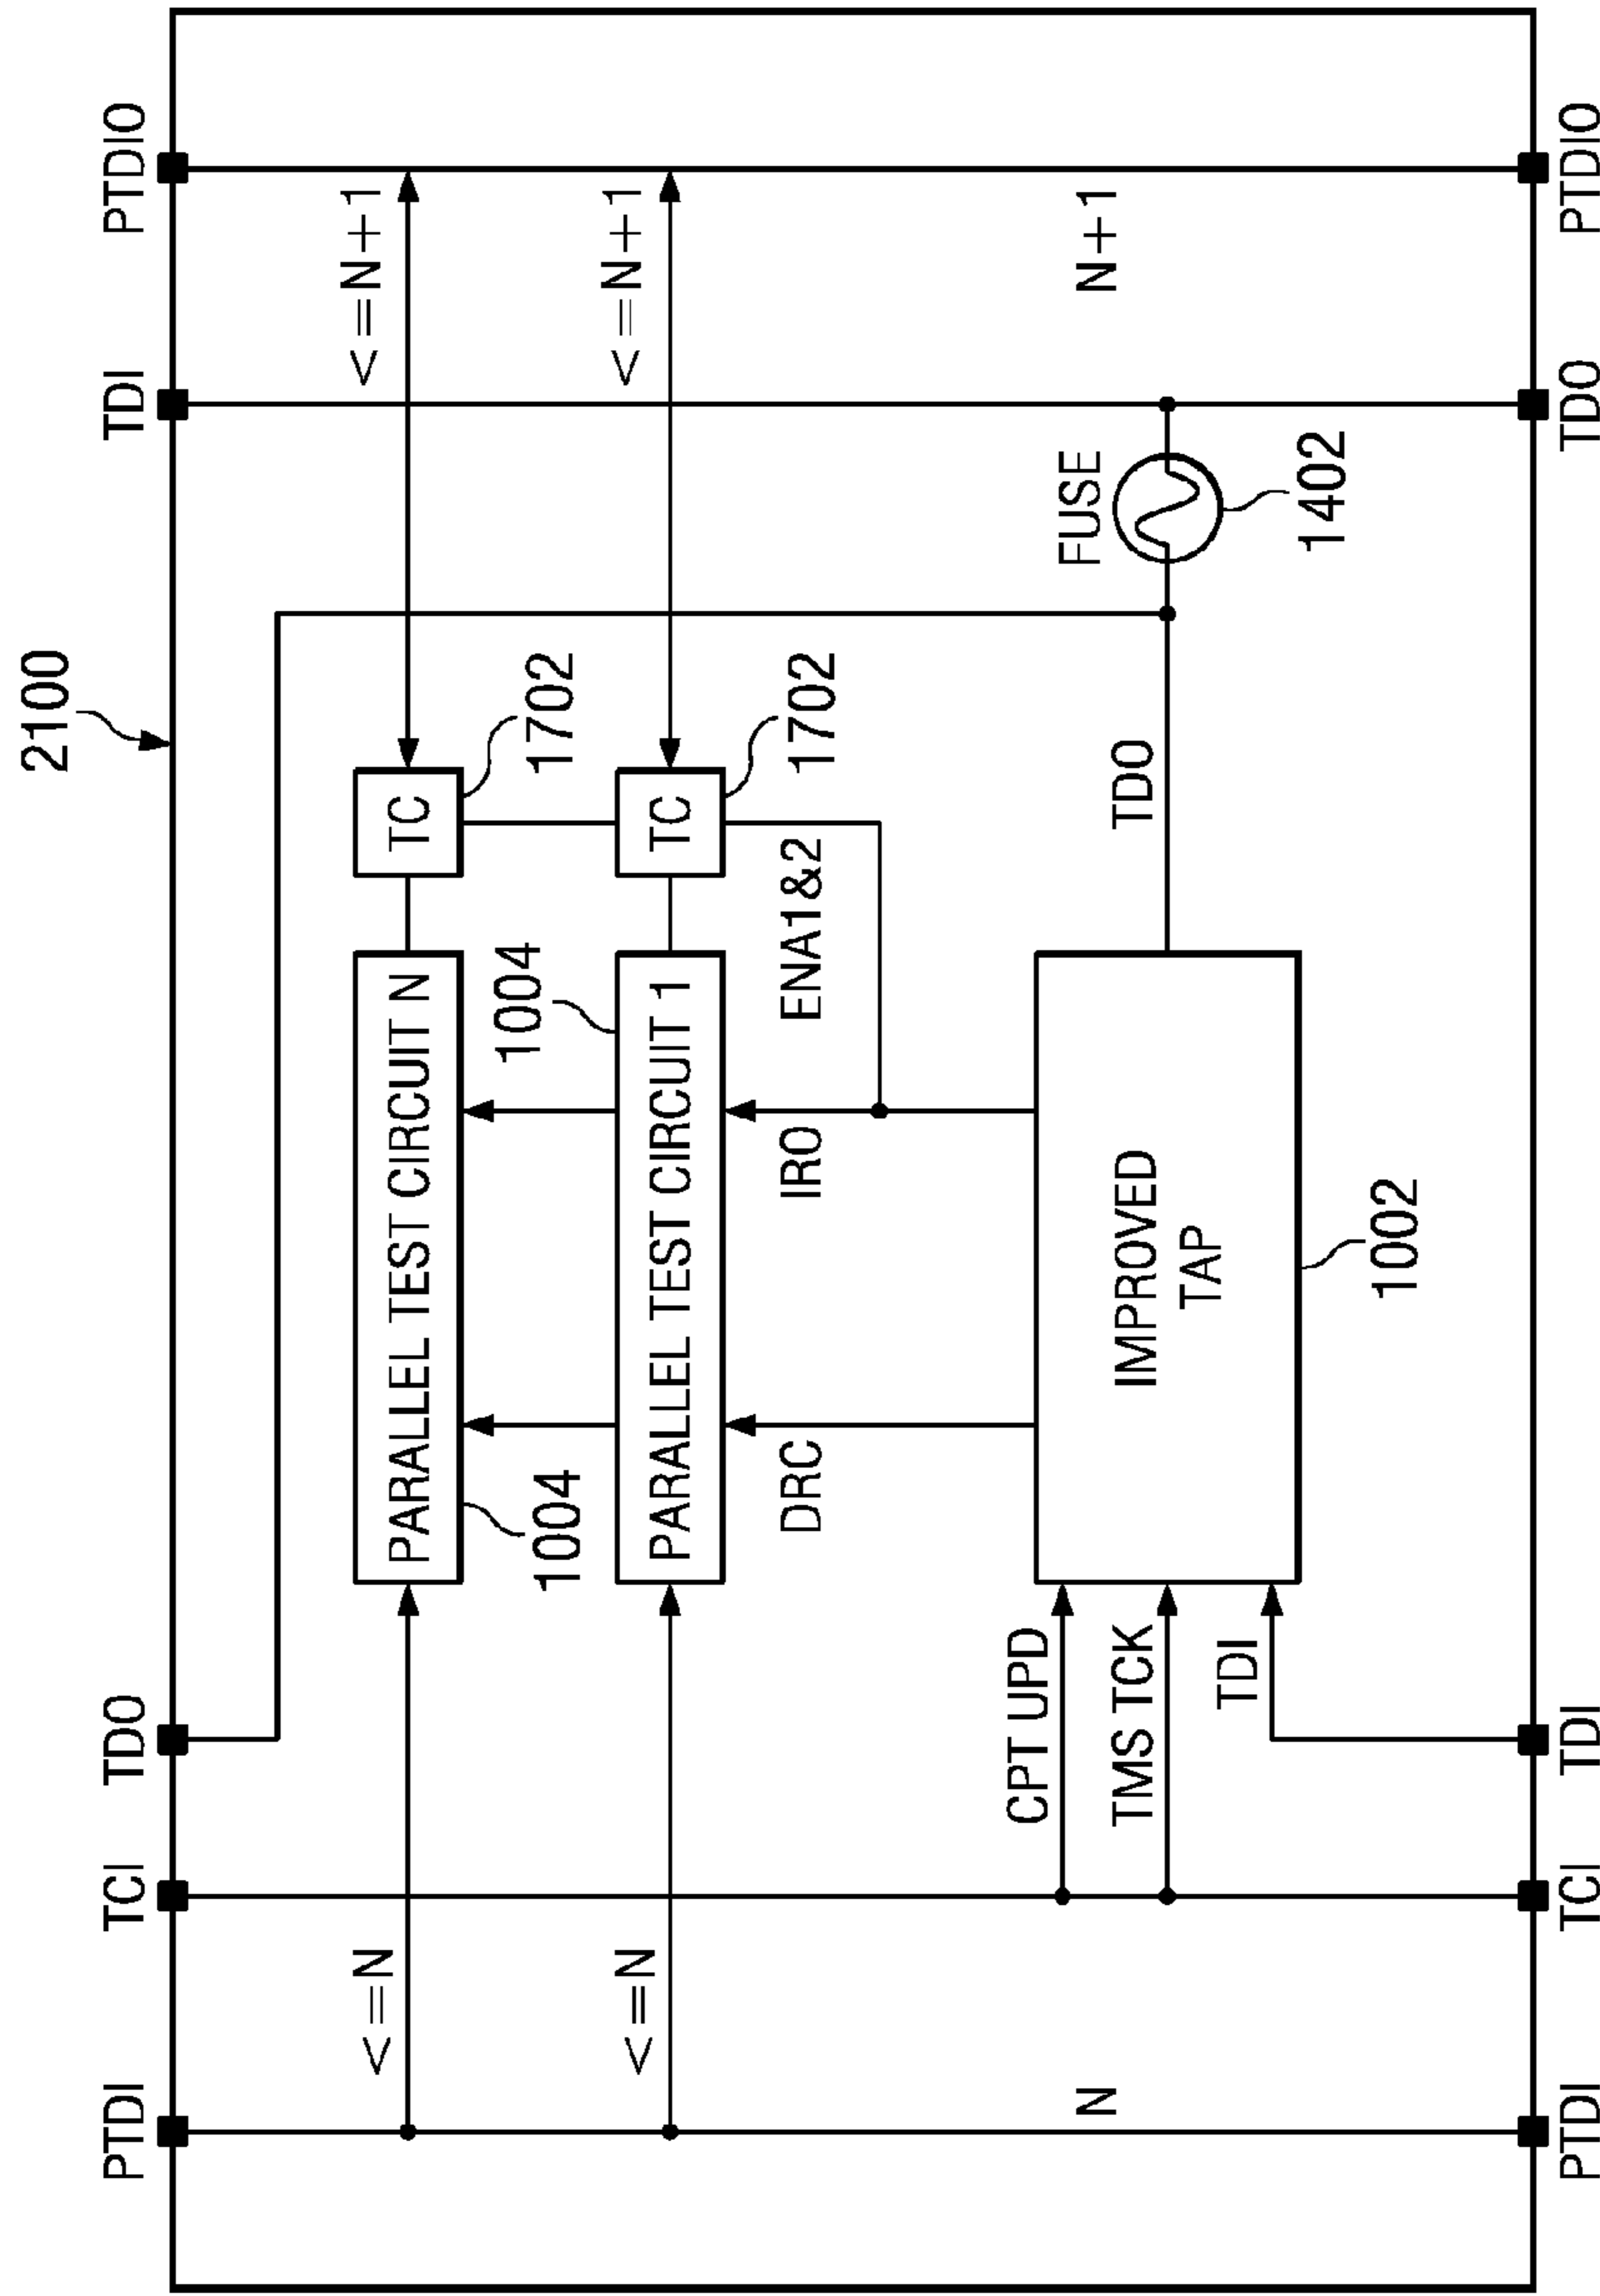 2100
PTDI
TCI
TDO
TDI
PTDIO
<=N
PARALLEL TEST CIRCUIT N
TC
<=N+1
1004
1004
1702
<=N
PARALLEL TEST CIRCUIT 1
TC
<=N+1
DRC
IRO
ENA1&2
1702
N
CPT UPD
TMS TCK
TDI
IMPROVED
TAP
TDO
FUSE
N+1
1002
1402
PTDI
TCI
TDI
TDO
PTDIO